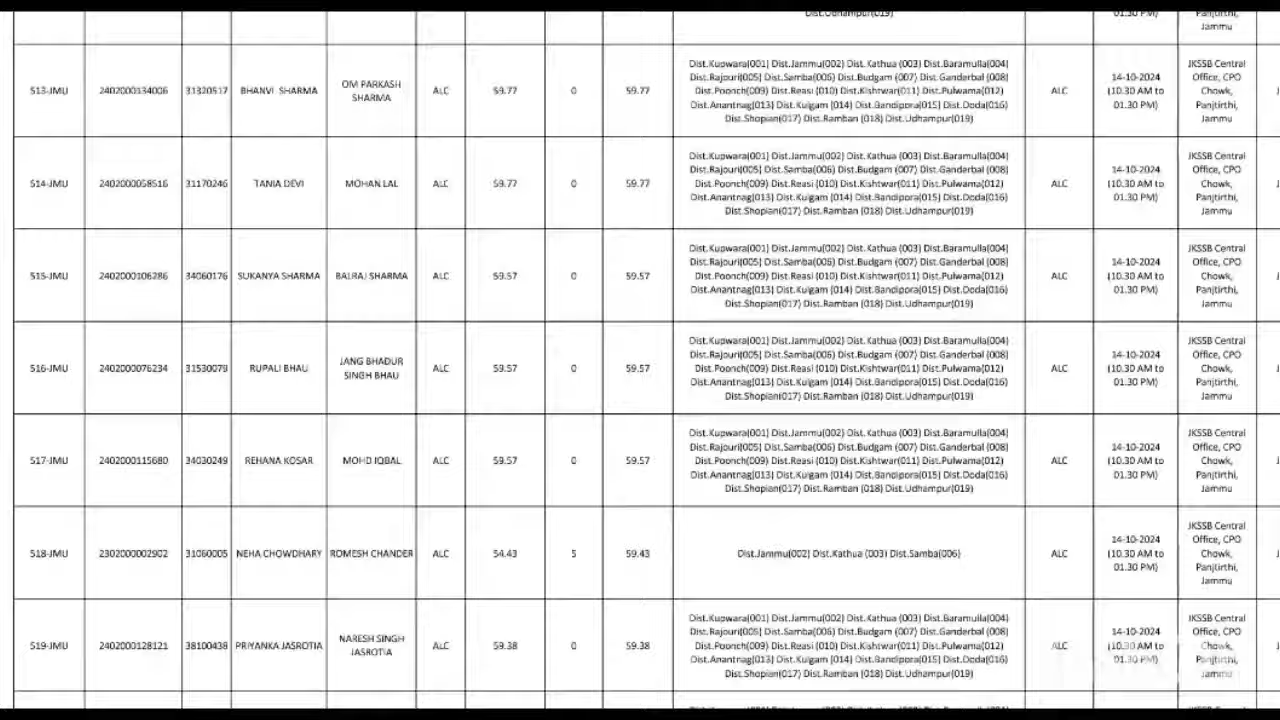 Dist.Udhampur(019)
01.30 PM)
Panjtirthi,
Jammu
513-JMU 2402000134006 31320517 BHANVI SHARMA OM PARKASH SHARMA ALC 59.77 0 59.77
Dist.Kupwara(001) Dist.Jammu(002) Dist.Kathua (003) Dist.Baramulla(004)
Dist.Rajouri(005) Dist.Samba(006) Dist.Budgam (007) Dist.Ganderbal (008)
Dist.Poonch(009) Dist.Reasi (010) Dist.Kishtwar(011) Dist.Pulwama(012)
Dist.Anantnag(013) Dist.Kulgam (014) Dist.Bandipora(015) Dist.Doda(016)
Dist.Shopian(017) Dist.Ramban (018) Dist.Udhampur(019)
ALC
14-10-2024
(10.30 AM to
01.30 PM)
JKSSB Central
Office, CPO
Chowk,
Panjtirthi,
Jammu
514-JMU 2402000058516 31170246 TANIA DEVI MOHAN LAL ALC 59.77 0 59.77
Dist.Kupwara(001) Dist.Jammu(002) Dist.Kathua (003) Dist.Baramulla(004)
Dist.Rajouri(005) Dist.Samba(006) Dist.Budgam (007) Dist.Ganderbal (008)
Dist.Poonch(009) Dist.Reasi (010) Dist.Kishtwar(011) Dist.Pulwama(012)
Dist.Anantnag(013) Dist.Kulgam (014) Dist.Bandipora(015) Dist.Doda(016)
Dist.Shopian(017) Dist.Ramban (018) Dist.Udhampur(019)
ALC
14-10-2024
(10.30 AM to
01.30 PM)
JKSSB Central
Office, CPO
Chowk,
Panjtirthi,
Jammu
515-JMU 2402000106286 34060176 SUKANYA SHARMA BALRAJ SHARMA ALC 59.57 0 59.57
Dist.Kupwara(001) Dist.Jammu(002) Dist.Kathua (003) Dist.Baramulla(004)
Dist.Rajouri(005) Dist.Samba(006) Dist.Budgam (007) Dist.Ganderbal (008)
Dist.Poonch(009) Dist.Reasi (010) Dist.Kishtwar(011) Dist.Pulwama(012)
Dist.Anantnag(013) Dist.Kulgam (014) Dist.Bandipora(015) Dist.Doda(016)
Dist.Shopian(017) Dist.Ramban (018) Dist.Udhampur(019)
ALC
14-10-2024
(10.30 AM to
01.30 PM)
JKSSB Central
Office, CPO
Chowk,
Panjtirthi,
Jammu
516-JMU 2402000076234 31530079 RUPALI BHAU JANG BHADUR SINGH BHAU ALC 59.57 0 59.57
Dist.Kupwara(001) Dist.Jammu(002) Dist.Kathua (003) Dist.Baramulla(004)
Dist.Rajouri(005) Dist.Samba(006) Dist.Budgam (007) Dist.Ganderbal (008)
Dist.Poonch(009) Dist.Reasi (010) Dist.Kishtwar(011) Dist.Pulwama(012)
Dist.Anantnag(013) Dist.Kulgam (014) Dist.Bandipora(015) Dist.Doda(016)
Dist.Shopian(017) Dist.Ramban (018) Dist.Udhampur(019)
ALC
14-10-2024
(10.30 AM to
01.30 PM)
JKSSB Central
Office, CPO
Chowk,
Panjtirthi,
Jammu
517-JMU 2402000115680 34030249 REHANA KOSAR MOHD IQBAL ALC 59.57 0 59.57
Dist.Kupwara(001) Dist.Jammu(002) Dist.Kathua (003) Dist.Baramulla(004)
Dist.Rajouri(005) Dist.Samba(006) Dist.Budgam (007) Dist.Ganderbal (008)
Dist.Poonch(009) Dist.Reasi (010) Dist.Kishtwar(011) Dist.Pulwama(012)
Dist.Anantnag(013) Dist.Kulgam (014) Dist.Bandipora(015) Dist.Doda(016)
Dist.Shopian(017) Dist.Ramban (018) Dist.Udhampur(019)
ALC
14-10-2024
(10.30 AM to
01.30 PM)
JKSSB Central
Office, CPO
Chowk,
Panjtirthi,
Jammu
518-JMU 2302000002902 31060005 NEHA CHOWDHARY ROMESH CHANDER ALC 54.43 5 59.43
Dist.Jammu(002) Dist.Kathua (003) Dist.Samba(006)
ALC
14-10-2024
(10.30 AM to
01.30 PM)
JKSSB Central
Office, CPO
Chowk,
Panjtirthi,
Jammu
519-JMU 2402000128121 38100438 PRIYANKA JASROTIA NARESH SINGH JASROTIA ALC 59.38 0 59.38
Dist.Kupwara(001) Dist.Jammu(002) Dist.Kathua (003) Dist.Baramulla(004)
Dist.Rajouri(005) Dist.Samba(006) Dist.Budgam (007) Dist.Ganderbal (008)
Dist.Poonch(009) Dist.Reasi (010) Dist.Kishtwar(011) Dist.Pulwama(012)
Dist.Anantnag(013) Dist.Kulgam (014) Dist.Bandipora(015) Dist.Doda(016)
Dist.Shopian(017) Dist.Ramban (018) Dist.Udhampur(019)
ALC
14-10-2024
(10.30 AM to
01.30 PM)
JKSSB Central
Office, CPO
Chowk,
Panjtirthi,
Jammu